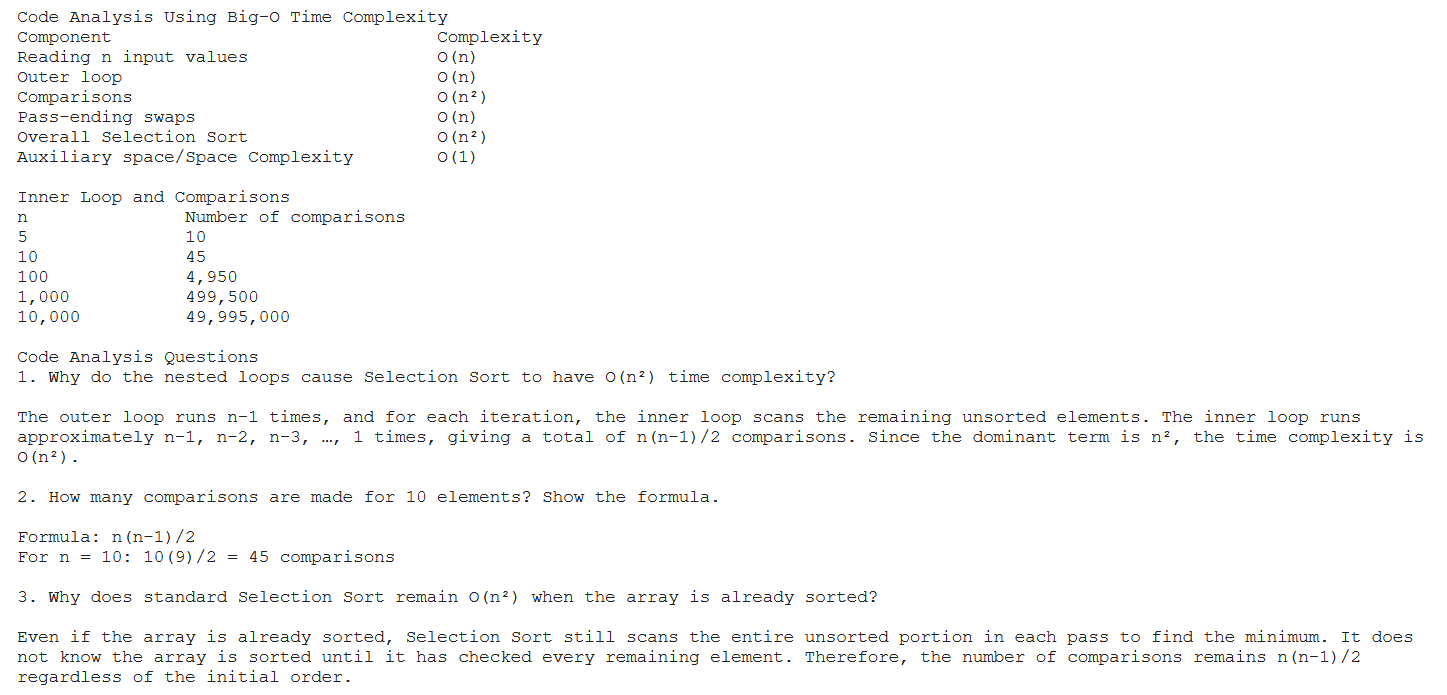 Code Analysis Using Big-O Time Complexity
Component Complexity
Reading n input values O(n)
Outer loop O(n)
Comparisons O(n²)
Pass-ending swaps O(n)
Overall Selection Sort O(n²)
Auxiliary space/Space Complexity O(1)
Inner Loop and Comparisons
n Number of comparisons
5 10
10 45
100 4,950
1,000 499,500
10,000 49,995,000
Code Analysis Questions
1. Why do the nested loops cause Selection Sort to have O(n²) time complexity?
The outer loop runs n-1 times, and for each iteration, the inner loop scans the remaining unsorted elements. The inner loop runs
approximately n-1, n-2, n-3, …, 1 times, giving a total of n(n-1)/2 comparisons. Since the dominant term is n², the time complexity is
O(n²).
2. How many comparisons are made for 10 elements? Show the formula.
Formula: n(n-1)/2
For n = 10: 10(9)/2 = 45 comparisons
3. Why does standard Selection Sort remain O(n²) when the array is already sorted?
Even if the array is already sorted, Selection Sort still scans the entire unsorted portion in each pass to find the minimum. It does
not know the array is sorted until it has checked every remaining element. Therefore, the number of comparisons remains n(n-1)/2
regardless of the initial order.